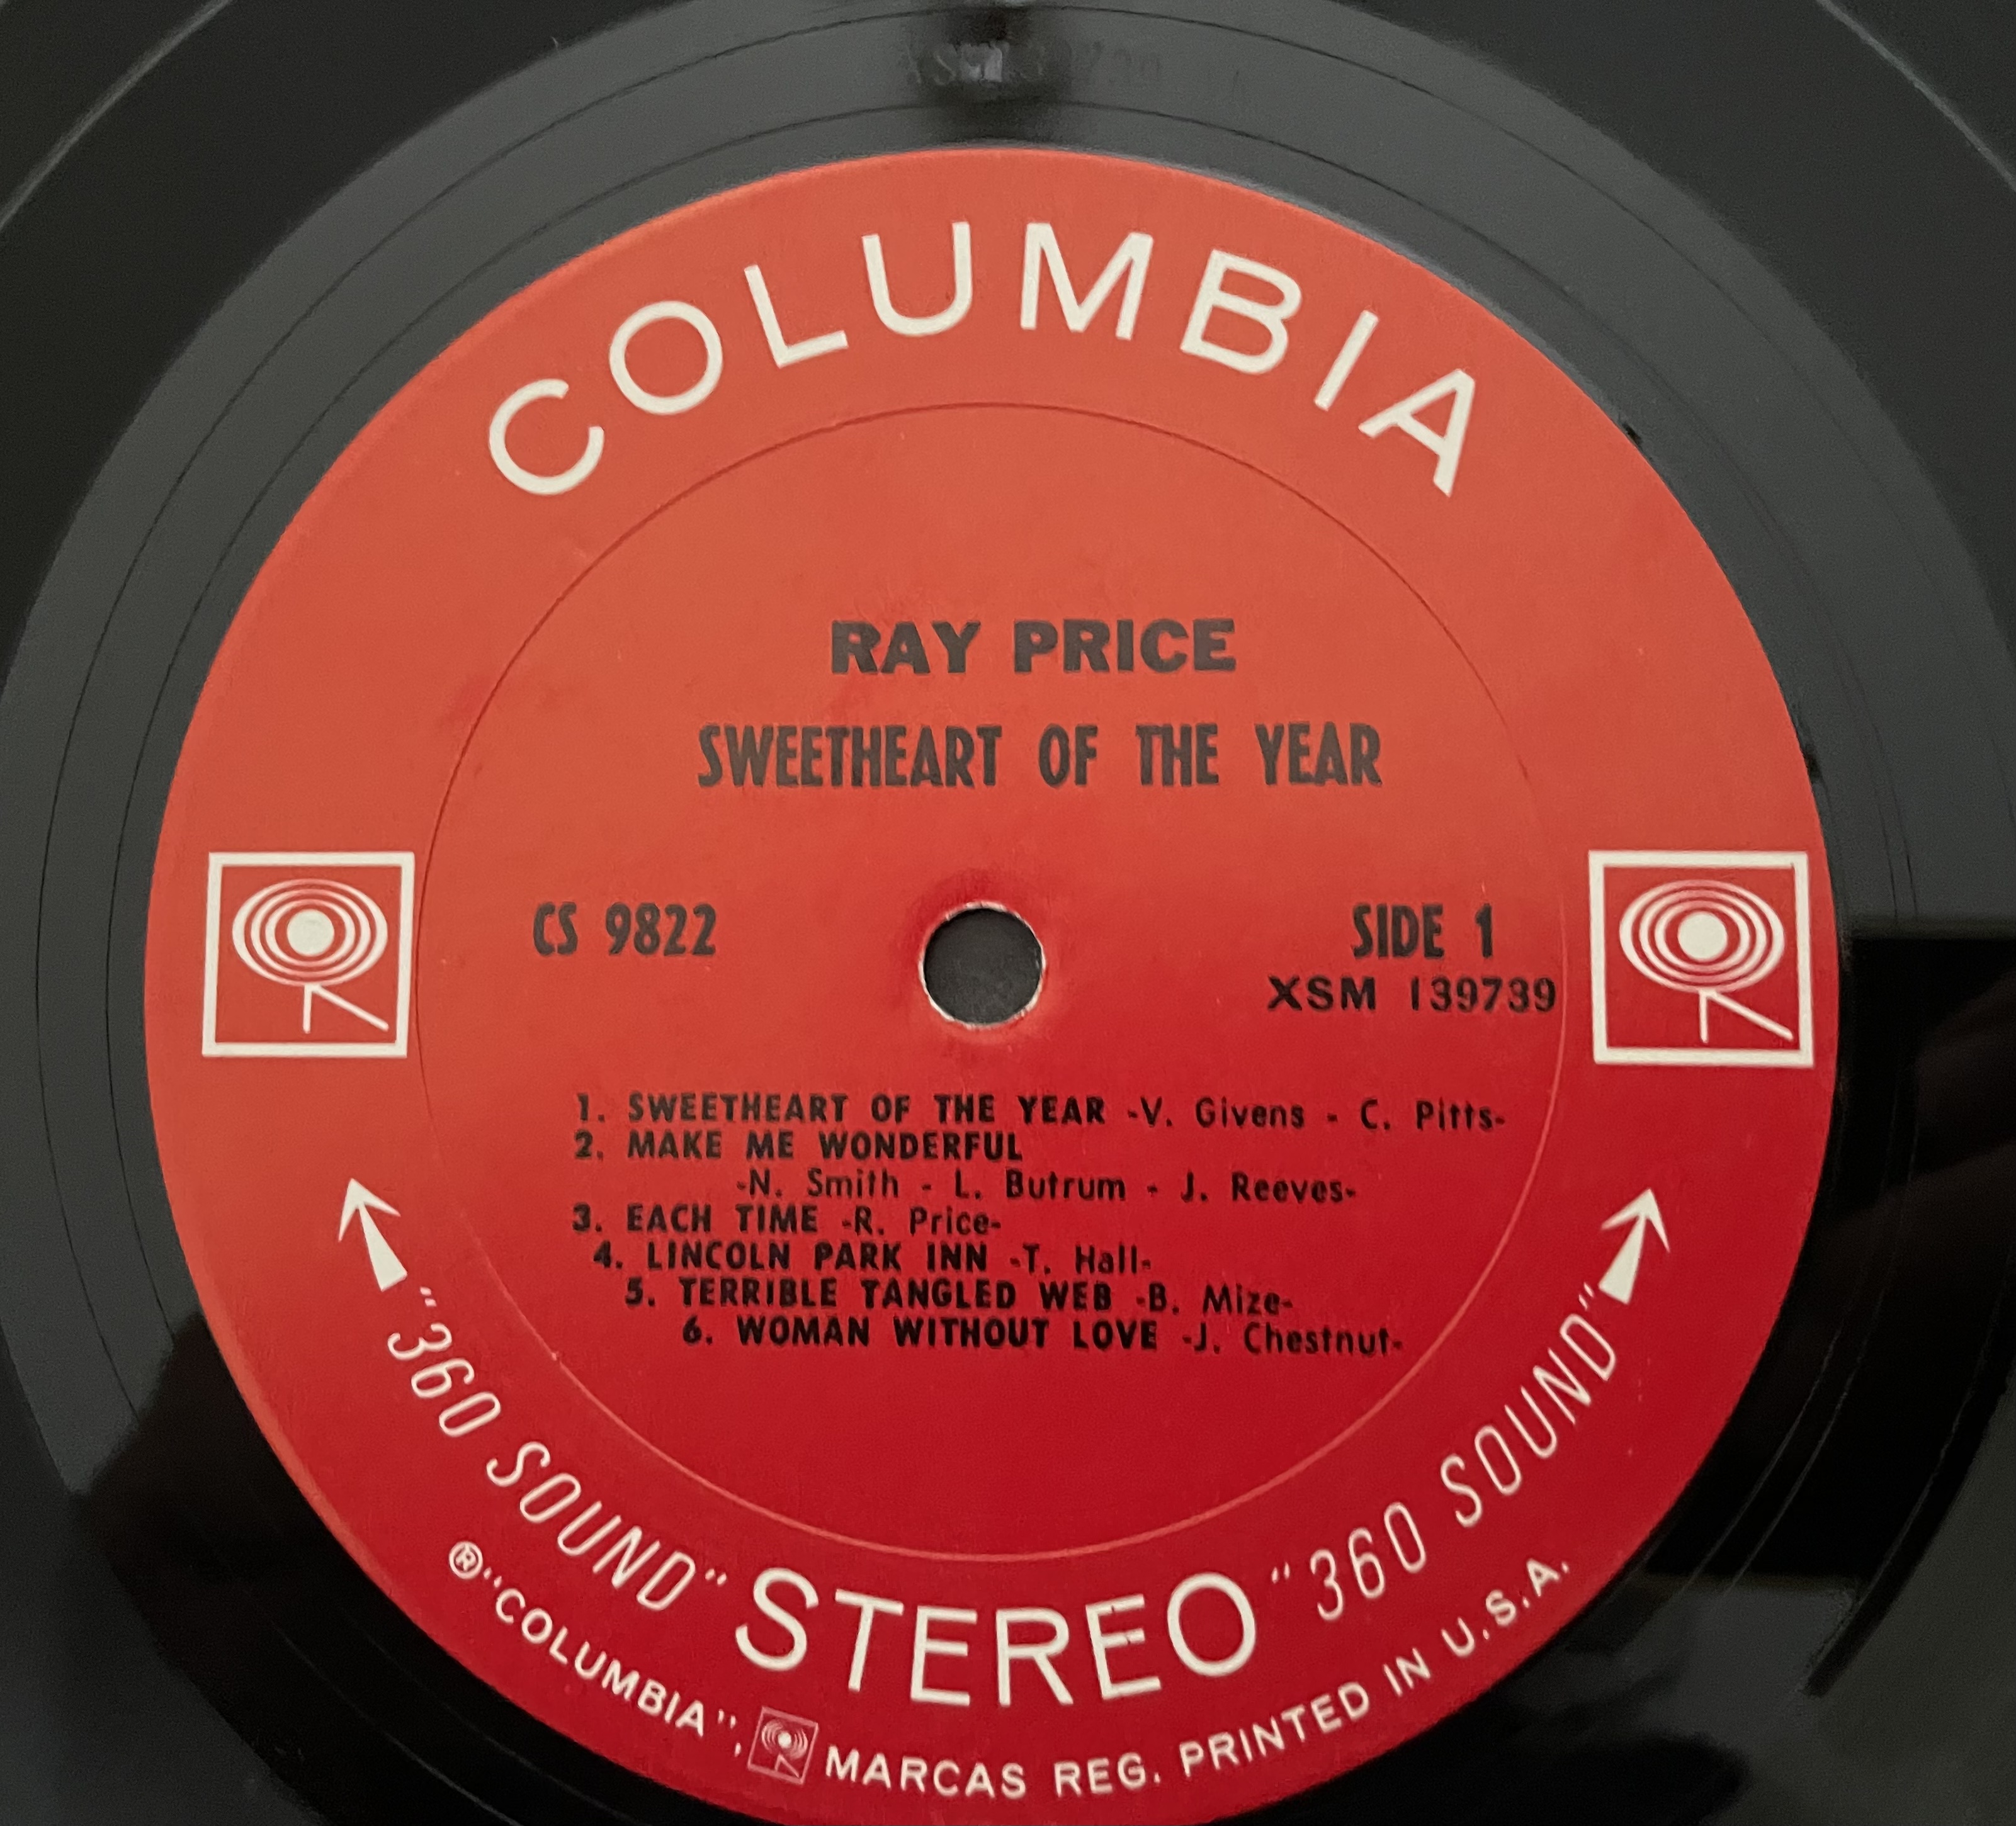 COLUMBIA
RAY PRICE
SWEETHEART OF THE YEAR
CS 9822
SIDE 1
XSM 139739
1. SWEETHEART OF THE YEAR -V. Givens - C. Pitts-
2. MAKE ME WONDERFUL
-N. Smith - L. Butrum - J. Reeves-
3. EACH TIME -R. Price-
4. LINCOLN PARK INN -T. Hall-
5. TERRIBLE TANGLED WEB -B. Mize-
6. WOMAN WITHOUT LOVE -J. Chestnut-
"360 SOUND" STEREO "360 SOUND"
®"COLUMBIA", MARCAS REG. PRINTED IN U.S.A.